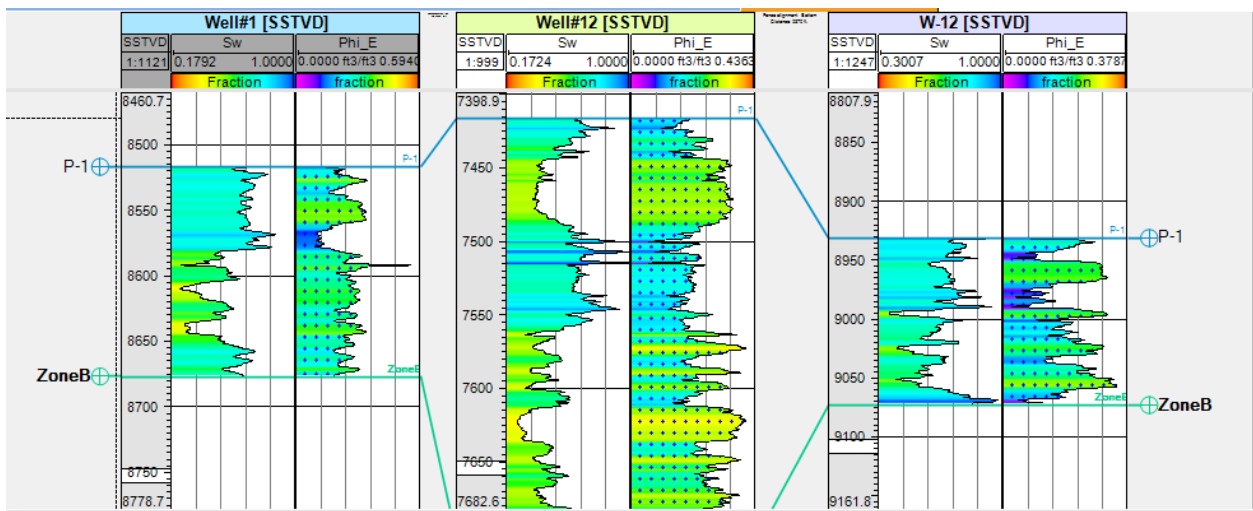 Well#1 [SSTVD]
SSTVD Sw Phi_E
1:1121 0.1792 1.0000 0.0000 ft3/ft3 0.5940
Fraction fraction
8460.7
8500
8550
8600
8650
8700
8750
8778.7
P-1
P-1
ZoneB
ZoneB
Well#12 [SSTVD]
SSTVD Sw Phi_E
1:999 0.1724 1.0000 0.0000 ft3/ft3 0.4363
Fraction fraction
7398.9
7450
7500
7550
7600
7650
7682.6
P-1
W-12 [SSTVD]
SSTVD Sw Phi_E
1:1247 0.3007 1.0000 0.0000 ft3/ft3 0.3787
Fraction fraction
8807.9
8850
8900
8950
9000
9050
9100
9161.8
P-1
P-1
ZoneB
ZoneB